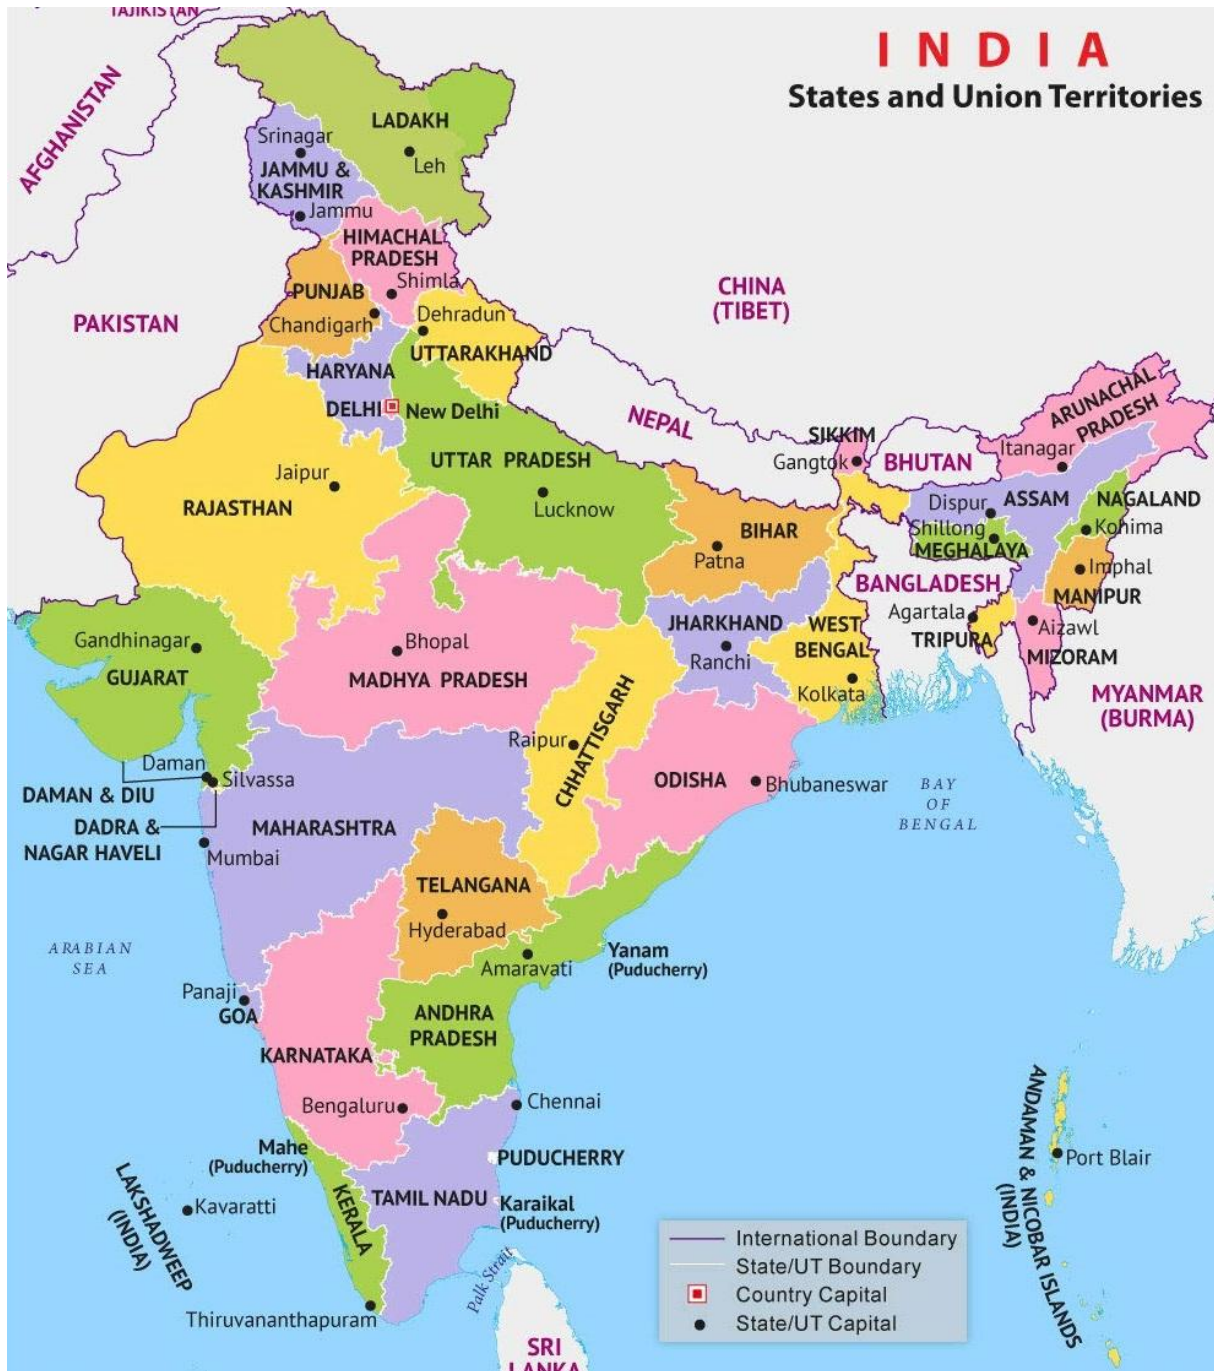 TAJIKISTAN
INDIA
States and Union Territories
AFGHANISTAN
LADAKH
Srinagar
Leh
JAMMU &
KASHMIR
Jammu
HIMACHAL
PRADESH
Shimla
PUNJAB
Chandigarh
Dehradun
UTTARAKHAND
CHINA
(TIBET)
PAKISTAN
HARYANA
DELHI
New Delhi
NEPAL
ARUNACHAL
PRADESH
SIKKIM
Gangtok
BHUTAN
Itanagar
UTTAR PRADESH
Lucknow
Jaipur
RAJASTHAN
BIHAR
Patna
Dispur
ASSAM
NAGALAND
Shillong
Kohima
MEGHALAYA
Imphal
MANIPUR
BANGLADESH
Agartala
TRIPURA
Aizawl
MIZORAM
JHARKHAND
Ranchi
WEST
BENGAL
Kolkata
Gandhinagar
GUJARAT
Bhopal
MADHYA PRADESH
MYANMAR
(BURMA)
Raipur
CHHATTISGARH
Daman
Silvassa
DAMAN & DIU
DADRA &
NAGAR HAVELI
ODISHA
Bhubaneswar
BAY
OF
BENGAL
MAHARASHTRA
Mumbai
TELANGANA
Hyderabad
ARABIAN
SEA
Amaravati
Yanam
(Puducherry)
Panaji
GOA
ANDHRA
PRADESH
KARNATAKA
Bengaluru
Chennai
Mahe
(Puducherry)
PUDUCHERRY
KERALA
TAMIL NADU
Karaikal
(Puducherry)
LAKSHADWEEP
(INDIA)
Kavaratti
ANDAMAN & NICOBAR ISLANDS
(INDIA)
Port Blair
Palk Strait
Thiruvananthapuram
SRI
LANKA
International Boundary
State/UT Boundary
Country Capital
State/UT Capital